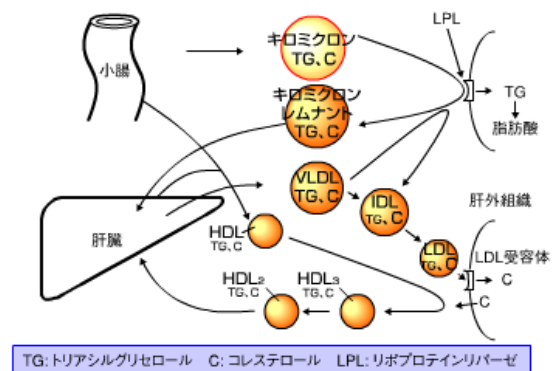 LPL
キロミクロン
TG、C
小腸
TG
脂肪酸
キロミクロン
レムナント
TG、C
VLDL
TG、C
IDL
TG、C
肝外組織
肝臓
HDL
TG、C
LDL
TG、C
LDL受容体
C
C
HDL₂
TG、C
HDL₃
TG、C
TG:トリアシルグリセロール C:コレステロール LPL:リポプロテインリパーゼ